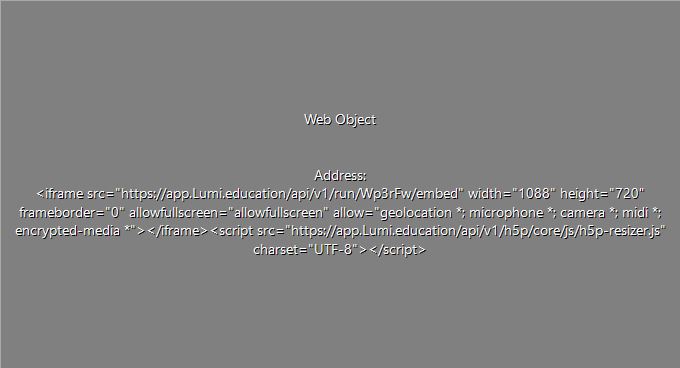 Web Object
Address:
<iframe src="https://app.Lumi.education/api/v1/run/Wp3rFw/embed" width="1088" height="720"
frameborder="0" allowfullscreen="allowfullscreen" allow="geolocation *; microphone *; camera *; midi *;
encrypted-media *"></iframe><script src="https://app.Lumi.education/api/v1/h5p/core/js/h5p-resizer.js"
charset="UTF-8"></script>